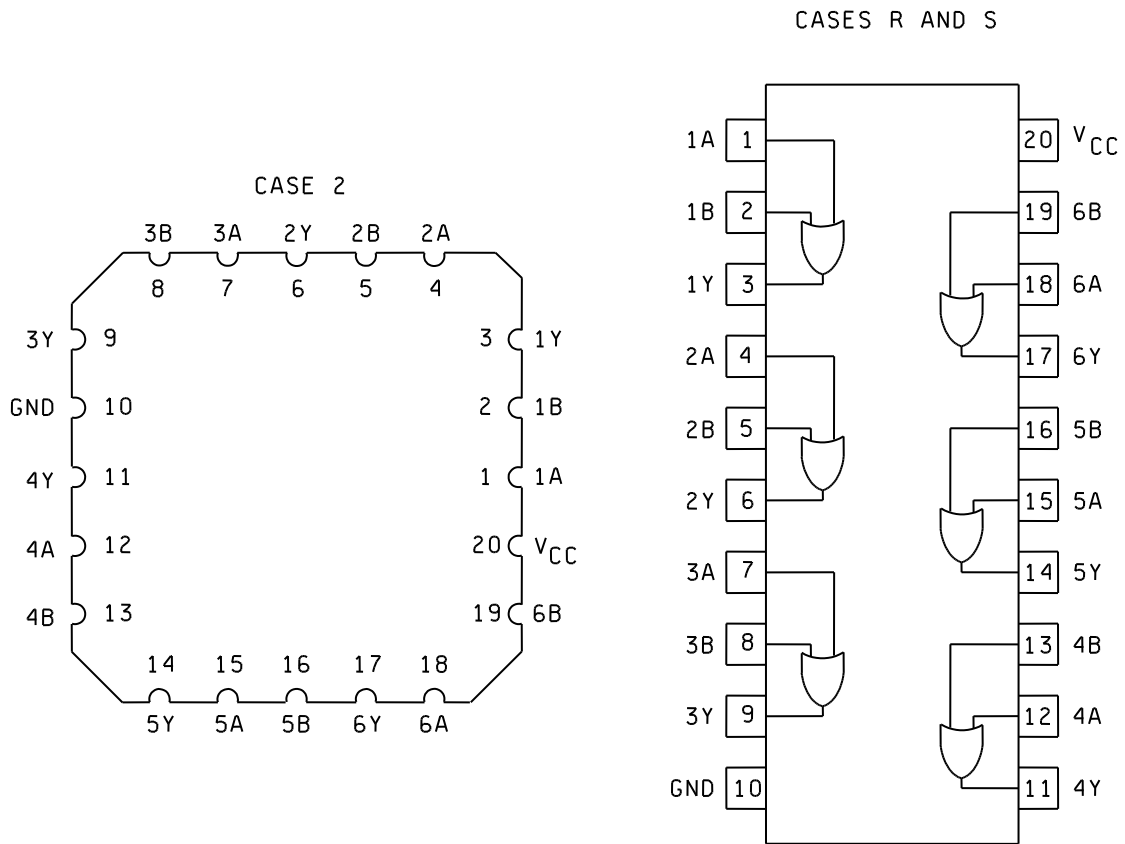 CASES R AND S
CASE 2
3B 3A 2Y 2B 2A
8 7 6 5 4
3Y 9 3 1Y
GND 10 2 1B
4Y 11 1 1A
4A 12 20 VCC
4B 13 19 6B
14 15 16 17 18
5Y 5A 5B 6Y 6A
1A 1 20 VCC
1B 2 19 6B
1Y 3 18 6A
2A 4 17 6Y
2B 5 16 5B
2Y 6 15 5A
3A 7 14 5Y
3B 8 13 4B
3Y 9 12 4A
GND 10 11 4Y